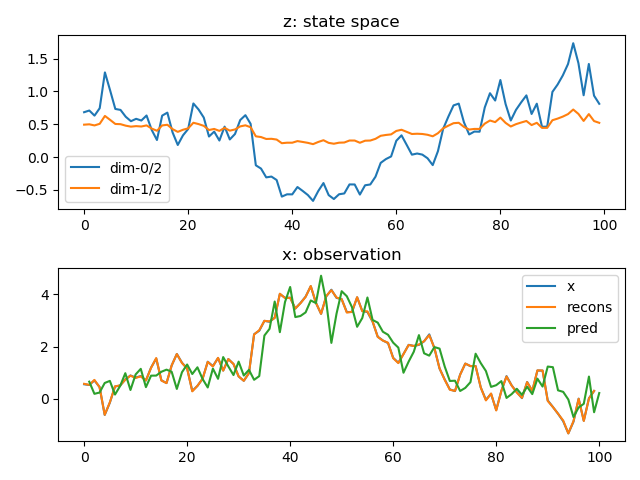 z: state space
1.5
1.0
0.5
0.0
−0.5
dim-0/2
dim-1/2
0 20 40 60 80 100
x: observation
4
2
0
x
recons
pred
0 20 40 60 80 100